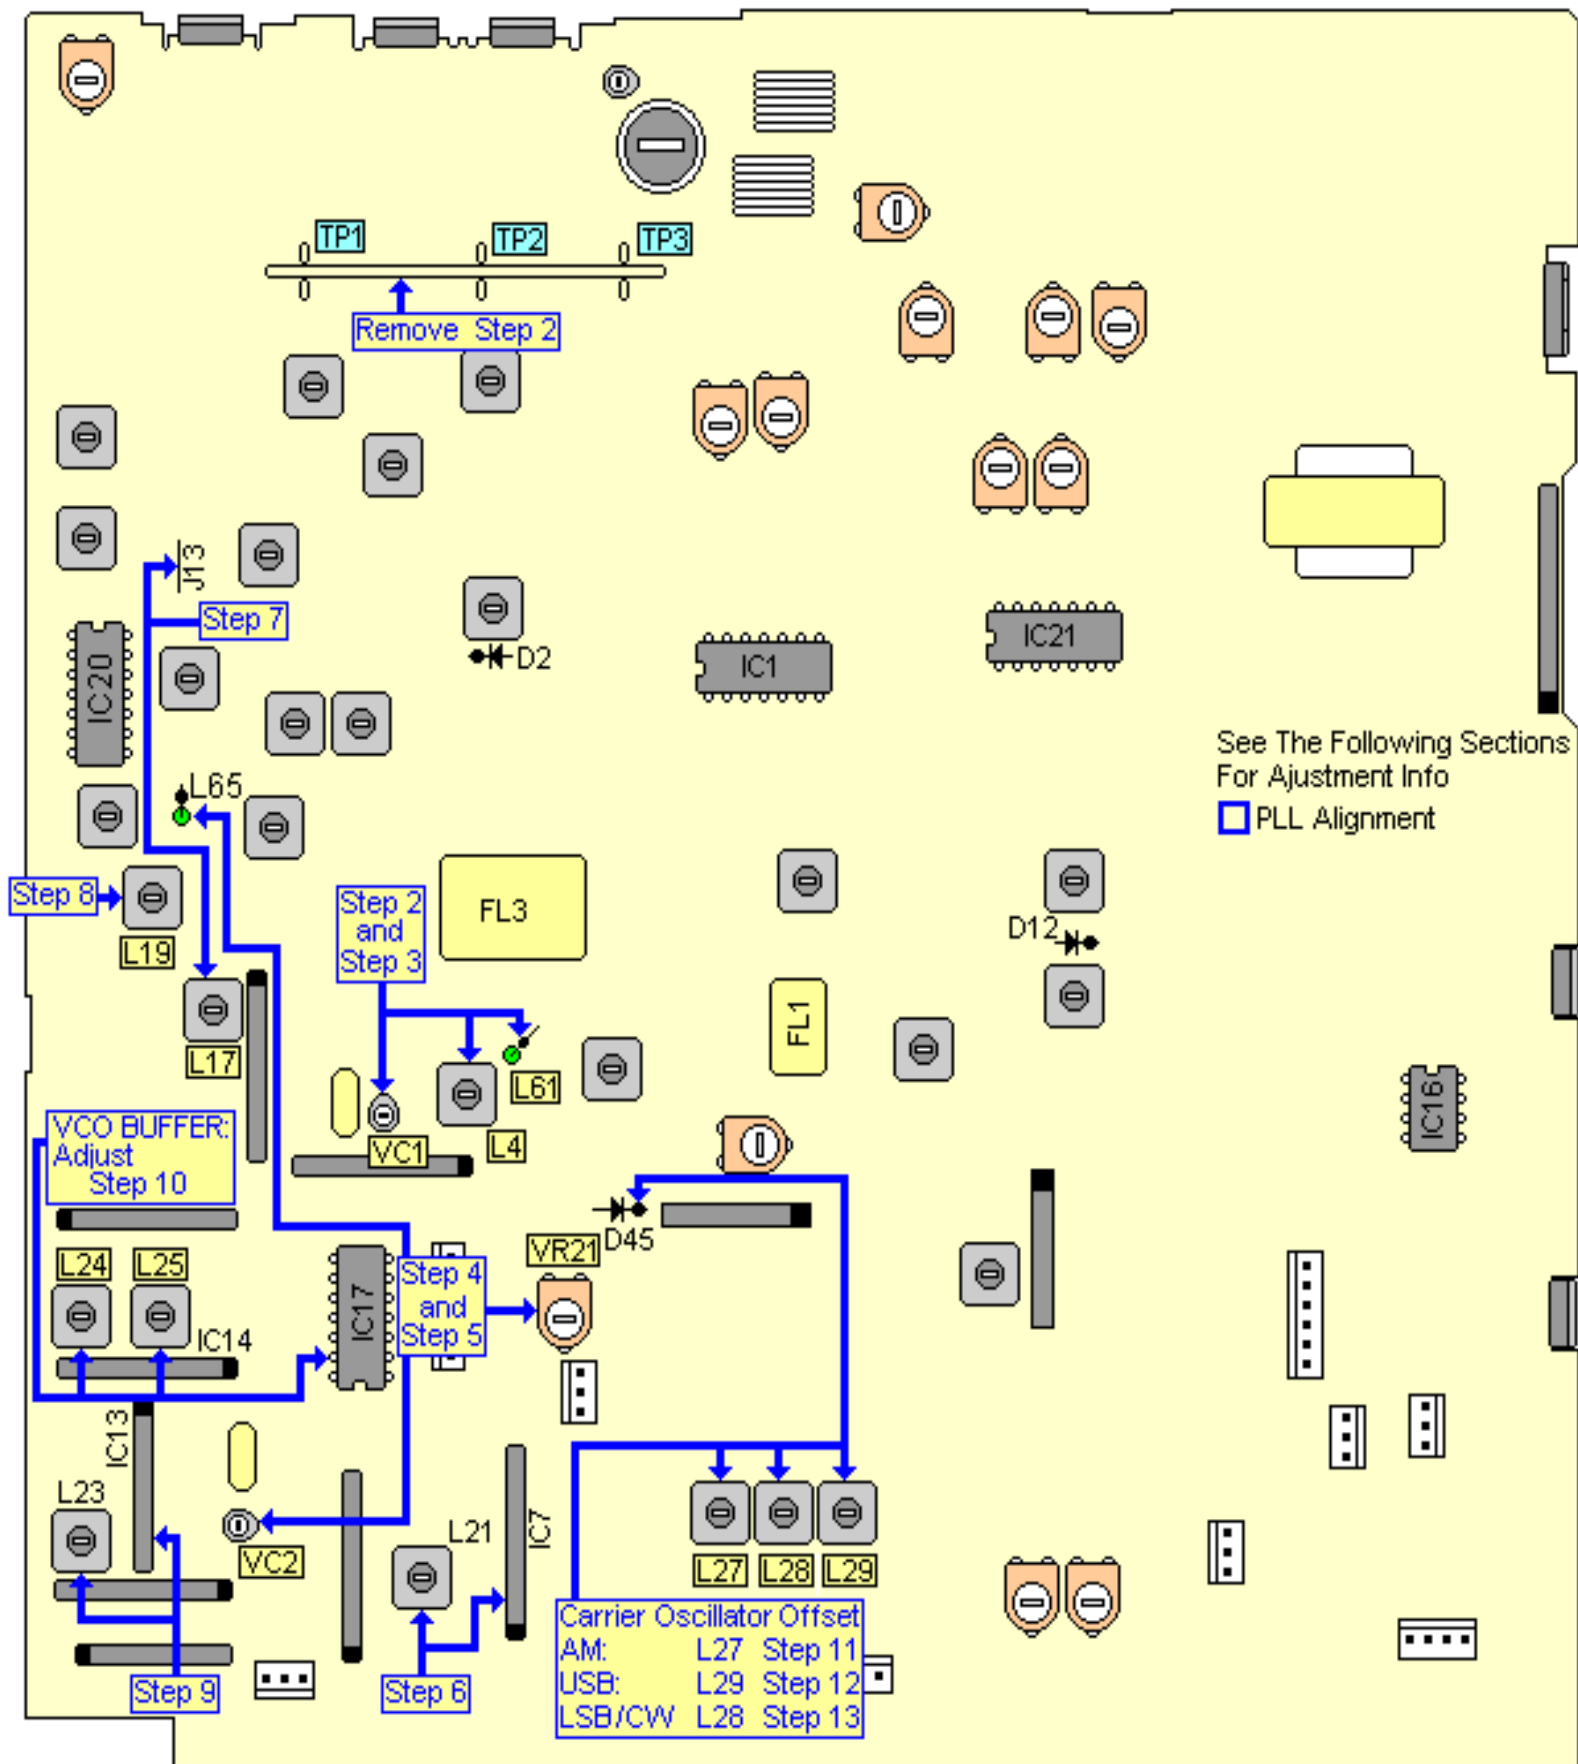 TP1
TP2
TP3
Remove Step 2
J13
Step 7
D2
IC20
IC1
IC21
See The Following Sections
For Ajustment Info
PLL Alignment
L65
Step 8
L19
Step 2
and
Step 3
FL3
D12
L17
FL1
L61
VC1
L4
IC16
VCO BUFFER:
Adjust
Step 10
D45
L24
L25
IC17
Step 4
and
Step 5
VR21
IC14
IC13
L23
VC2
L21
IC7
L27
L28
L29
Carrier Oscillator Offset
AM: L27 Step 11
USB: L29 Step 12
LSB/CW L28 Step 13
Step 9
Step 6